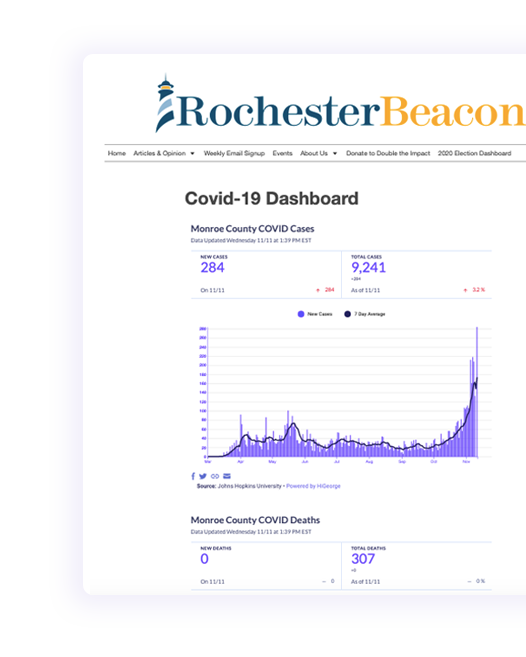 RochesterBeacon
Home Articles & Opinion Weekly Email Signup Events About Us Donate to Double the Impact 2020 Election Dashboard
Covid-19 Dashboard
Monroe County COVID Cases
Data Updated Wednesday 11/11 at 1:39 PM EST
NEW CASES TOTAL CASES
284 9,241
+284
On 11/11 + 284 As of 11/11 + 3.2 %
New Cases 7 Day Average
280
260
240
220
200
180
160
140
120
100
80
60
40
20
0
Mar Apr May Jun Jul Aug Sep Oct Nov
Source: Johns Hopkins University • Powered by HiGeorge
Monroe County COVID Deaths
Data Updated Wednesday 11/11 at 1:39 PM EST
NEW DEATHS TOTAL DEATHS
0 307
+0
On 11/11 – 0 As of 11/11 – 0 %